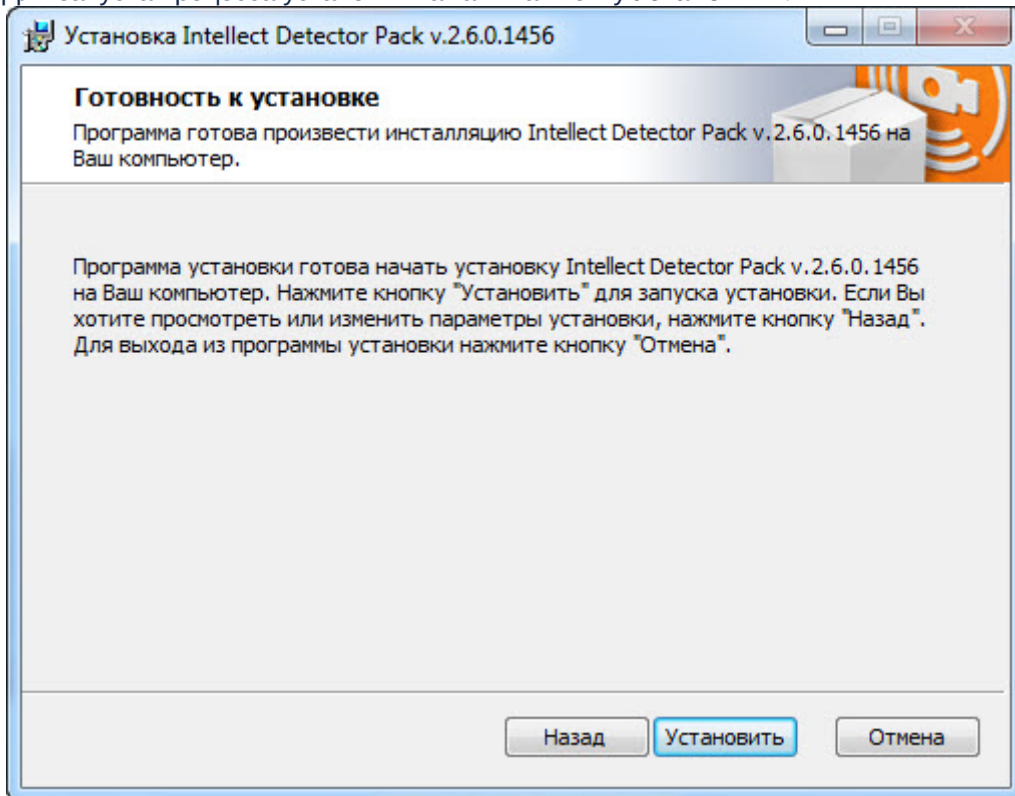 Установка Intellect Detector Pack v.2.6.0.1456
Готовность к установке
Программа готова произвести инсталляцию Intellect Detector Pack v.2.6.0.1456 на
Ваш компьютер.
Программа установки готова начать установку Intellect Detector Pack v.2.6.0.1456
на Ваш компьютер. Нажмите кнопку "Установить" для запуска установки. Если Вы
хотите просмотреть или изменить параметры установки, нажмите кнопку "Назад".
Для выхода из программы установки нажмите кнопку "Отмена".
Назад
Установить
Отмена